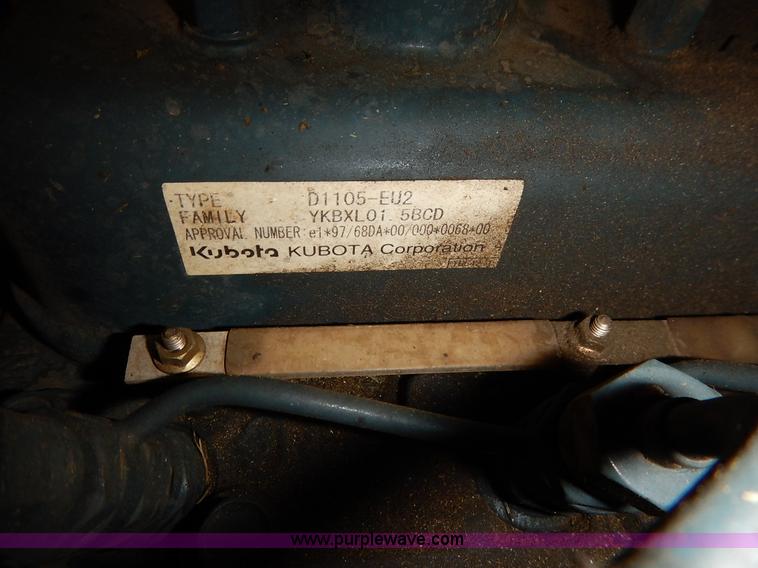 TYPE D1105-EU2
FAMILY YKBXL01.5BCD
APPROVAL NUMBER:e1*97/68DA*00/000*0068*00
Kubota KUBOTA Corporation
www.purplewave.com